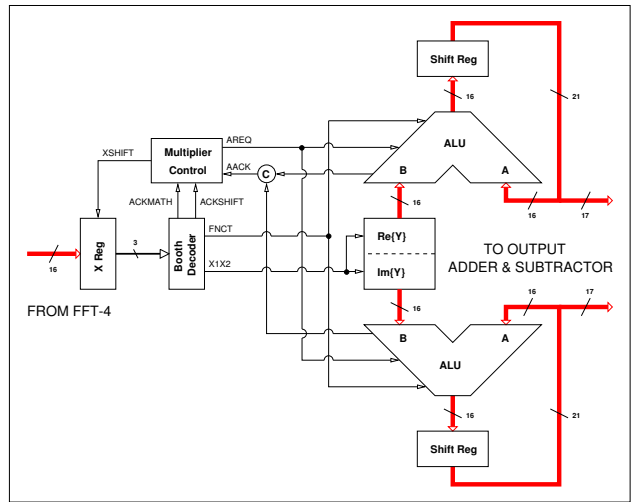 Shift Reg
16
21
ALU
B
A
16
16
17
XSHIFT
Multiplier
Control
AREQ
AACK
C
ACKMATH
ACKSHIFT
FNCT
X1X2
16
X Reg
3
Booth
Decoder
Re{Y}
Im{Y}
FROM FFT-4
TO OUTPUT
ADDER & SUBTRACTOR
16
16
17
B
A
ALU
16
21
Shift Reg